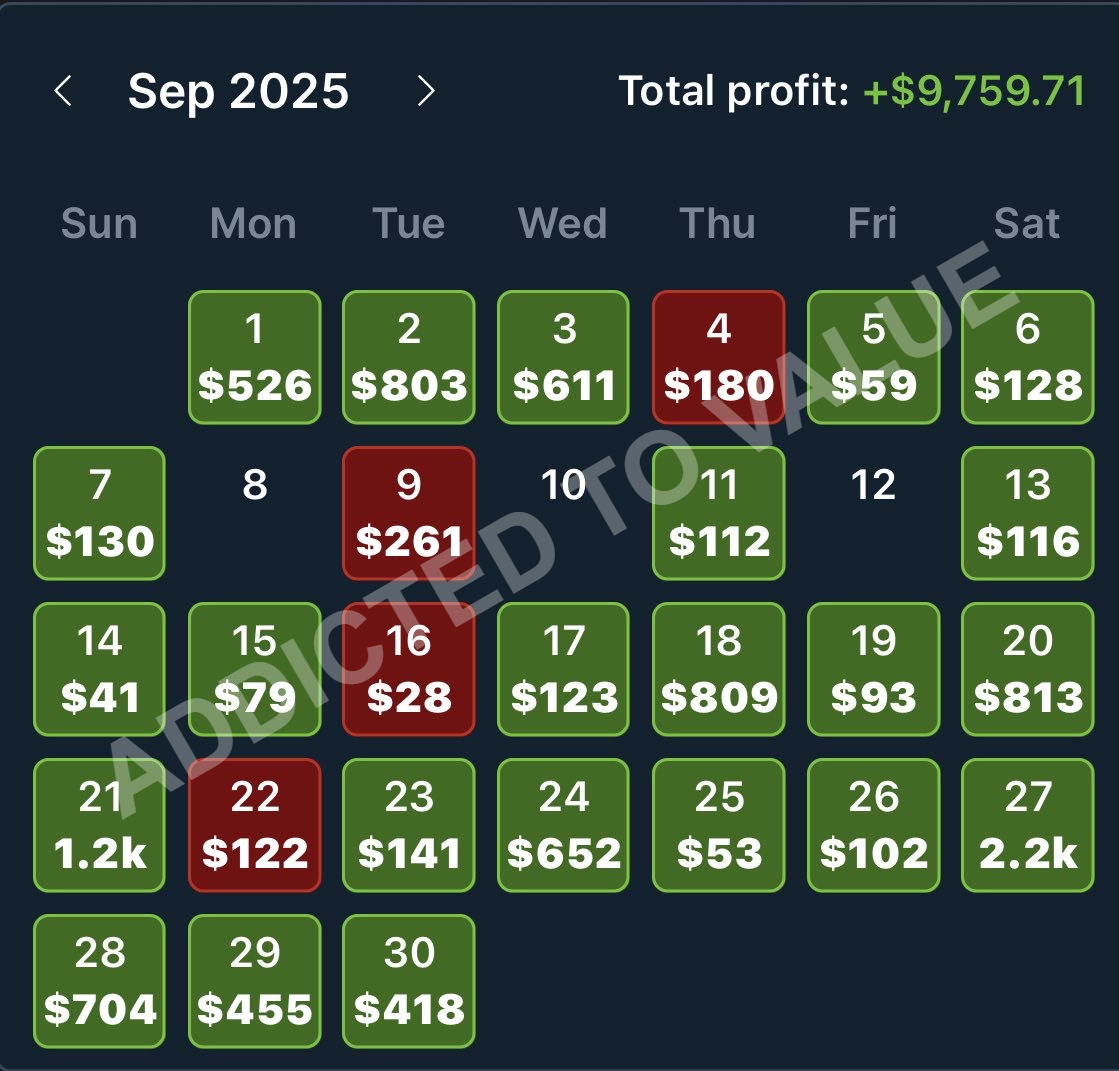 Sep 2025 Total profit: +$9,759.71
Sun Mon Tue Wed Thu Fri Sat
1 2 3 4 5 6
$526 $803 $611 $180 $59 $128
7 8 9 10 11 12 13
$130 $261 $112 $116
14 15 16 17 18 19 20
$41 $79 $28 $123 $809 $93 $813
21 22 23 24 25 26 27
1.2k $122 $141 $652 $53 $102 2.2k
28 29 30
$704 $455 $418
ADDICTED TO VALUE